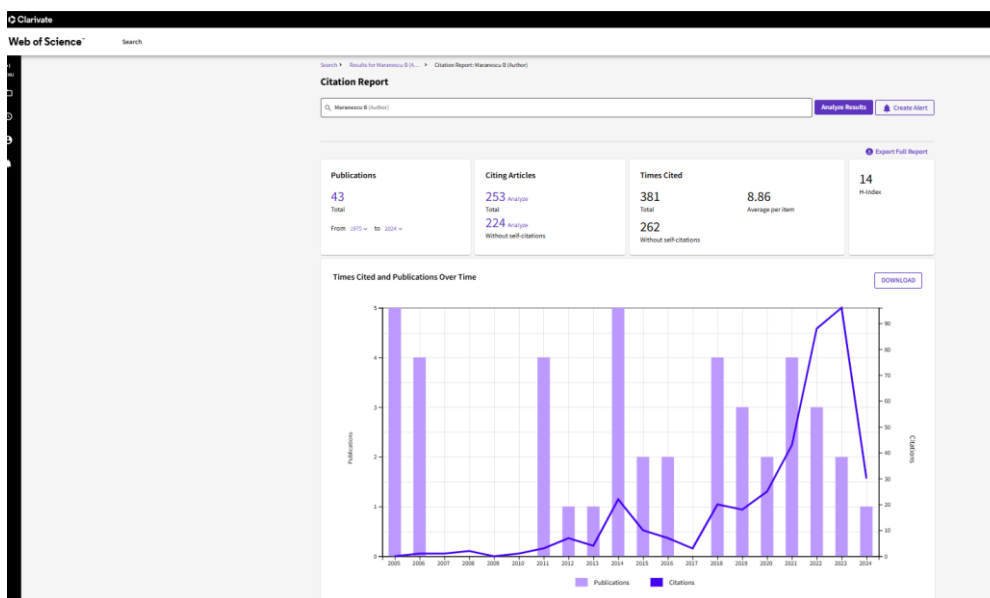 Clarivate
Web of Science™ Search
MENU
Search > Results for Maranescu B (A... > Citation Report: Maranescu B (Author)
Citation Report
Maranescu B (Author) Analyze Results Create Alert
Export Full Report
Publications
43
Total
From 1975 to 2024
Citing Articles
253 Analyze
Total
224 Analyze
Without self-citations
Times Cited
381
Total
262
Without self-citations
8.86
Average per item
14
H-Index
Times Cited and Publications Over Time
DOWNLOAD
Publications
5
4
3
2
1
0
Citations
90
80
70
60
50
40
30
20
10
0
2005 2006 2007 2008 2009 2010 2011 2012 2013 2014 2015 2016 2017 2018 2019 2020 2021 2022 2023 2024
Publications Citations